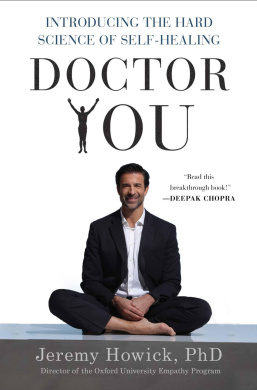 INTRODUCING THE HARD
SCIENCE OF SELF-HEALING
DOCTOR
YOU
“Read this
breakthrough book!”
—DEEPAK CHOPRA
Jeremy Howick, PhD
Director of the Oxford University Empathy Program